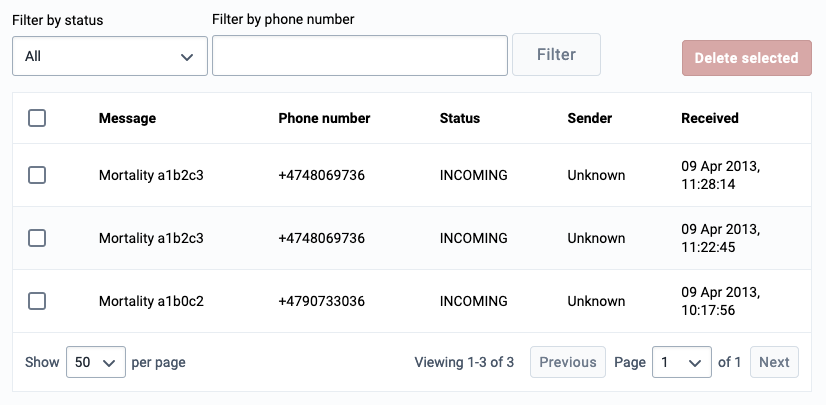 Filter by status
Filter by phone number
All
Filter
Delete selected
Message Phone number Status Sender Received
Mortality a1b2c3 +4748069736 INCOMING Unknown 09 Apr 2013,
11:28:14
Mortality a1b2c3 +4748069736 INCOMING Unknown 09 Apr 2013,
11:22:45
Mortality a1b0c2 +4790733036 INCOMING Unknown 09 Apr 2013,
10:17:56
Show 50 per page Viewing 1-3 of 3 Previous Page 1 of 1 Next